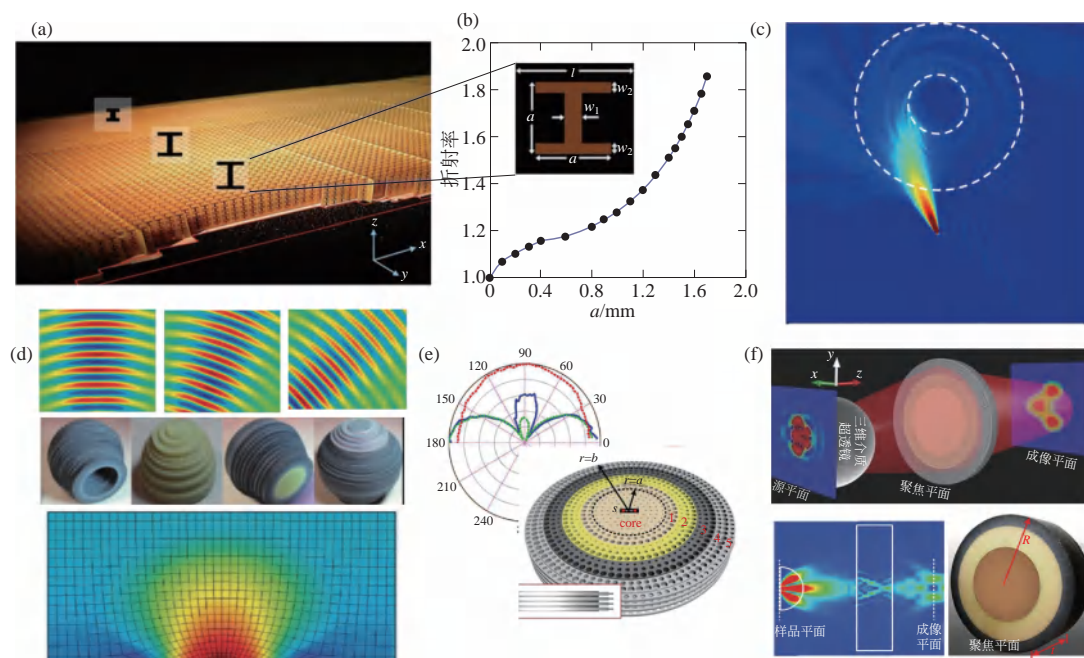 (a)
z
x
y
(b)
2.0
1.8
1.6
1.4
1.2
1.0
折射率
l
a
w₁
w₂
a
w₂
0
0.4
0.8
1.2
1.6
2.0
a/mm
(c)
(d)
(e)
90
120
60
150
30
180
0
210
240
r=b
r=a
s
core
1
2
(f)
y
x
z
源平面
三维介质
超透镜
聚焦平面
成像平面
样品平面
成像
平面
R
聚焦平面